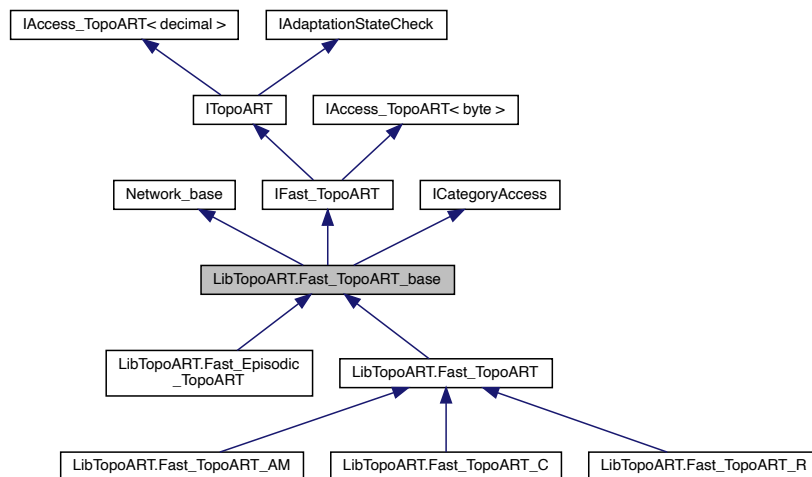 IAccess_TopoART< decimal >
IAdaptationStateCheck
ITopoART
IAccess_TopoART< byte >
Network_base
IFast_TopoART
ICategoryAccess
LibTopoART.Fast_TopoART_base
LibTopoART.Fast_Episodic
_TopoART
LibTopoART.Fast_TopoART
LibTopoART.Fast_TopoART_AM
LibTopoART.Fast_TopoART_C
LibTopoART.Fast_TopoART_R